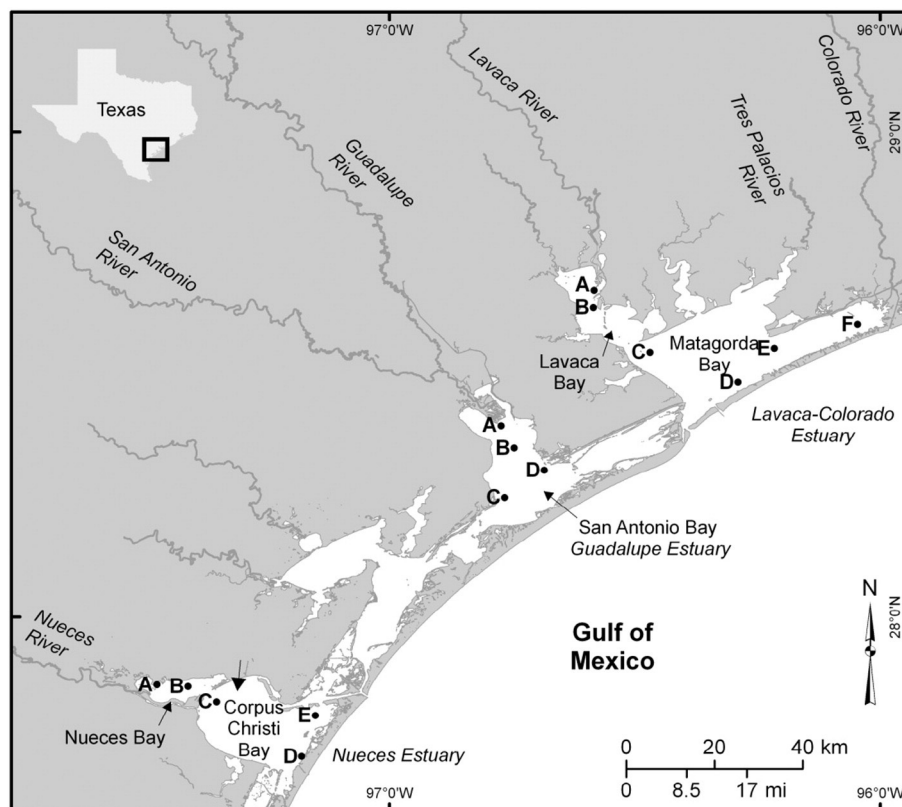 97°0'W
96°0'W
Texas
Lavaca River
Colorado River
29°0'N
Guadalupe
River
Tres Palacios
River
San Antonio
River
A
B
C
Lavaca
Bay
Matagorda
Bay
D
E
F
Lavaca-Colorado
Estuary
A
B
C
D
San Antonio Bay
Guadalupe Estuary
Gulf of
Mexico
N
28°0'N
Nueces
River
A
B
C
Corpus
Christi
Bay
E
D
Nueces Bay
Nueces Estuary
0 20 40 km
0 8.5 17 mi
97°0'W
96°0'W